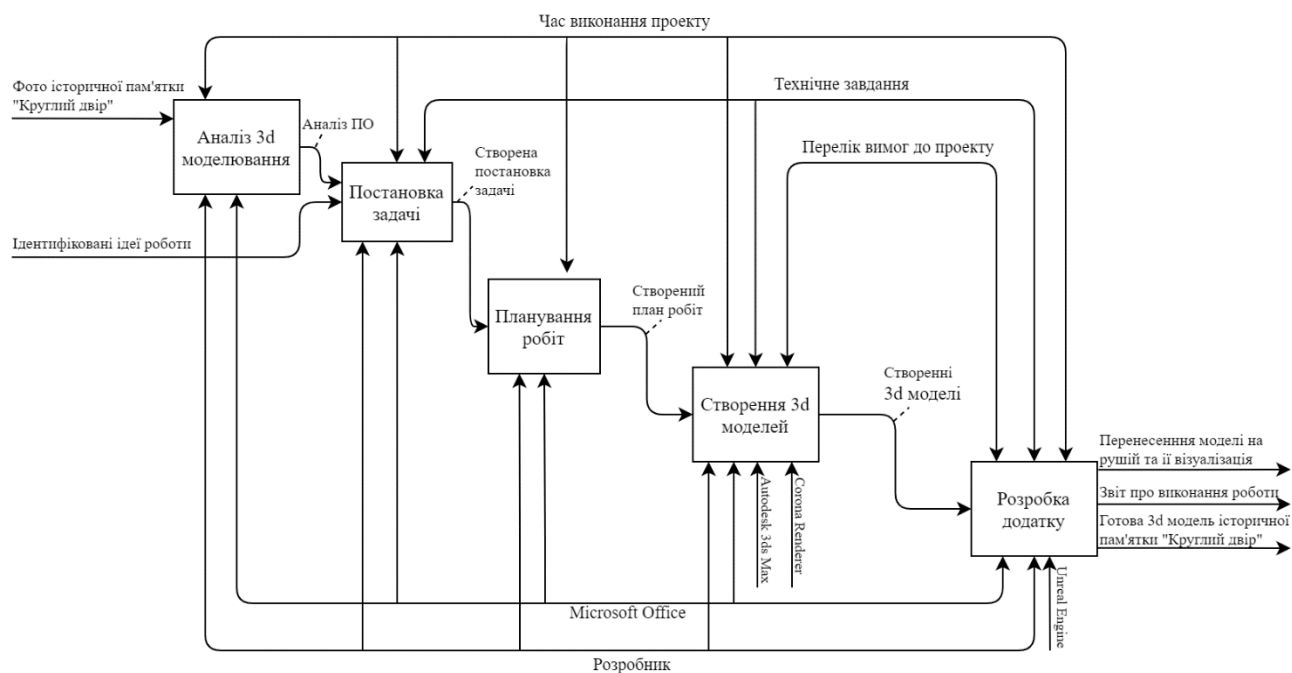 Час виконання проекту
Фото історичної пам'ятки
"Круглий двір"
Технічне завдання
Аналіз 3d
моделювання
Аналіз ПО
Перелік вимог до проекту
Створена
постановка
задачі
Постановка
задачі
Ідентифіковані ідеї роботи
Створений
план робіт
Планування
робіт
Створенні
3d моделі
Створення 3d
моделей
Перенесенння моделі на
рушій та ії візуалізація
Звіт про виконання роботи
Готова 3d модель історичної
пам'ятки "Круглий двір"
Розробка
додатку
Autodesk 3ds Max
Corona Renderer
Unreal Engine
Microsoft Office
Розробник